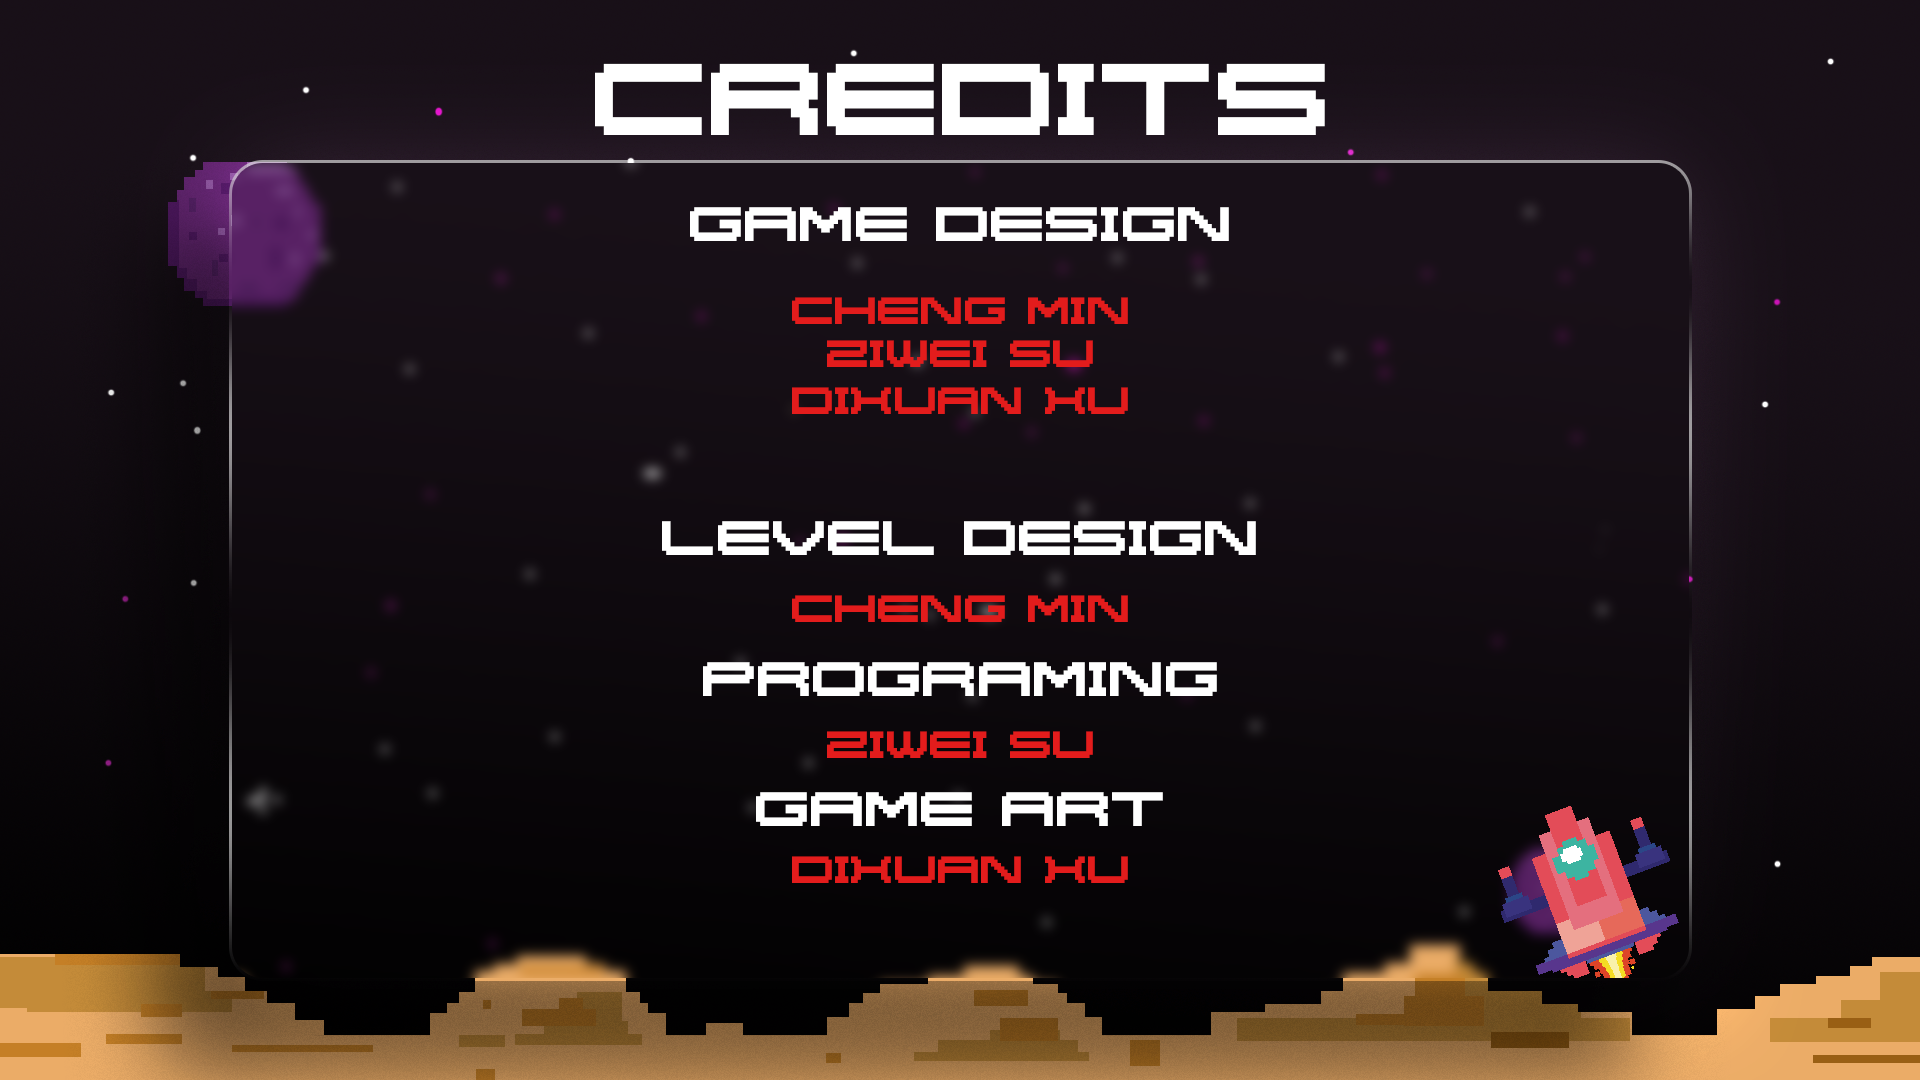 CREDITS
GAME DESIGN
CHENG MIN
ZIWEI SU
DIXUAN XU
LEVEL DESIGN
CHENG MIN
PROGRAMING
ZIWEI SU
GAME ART
DIXUAN XU